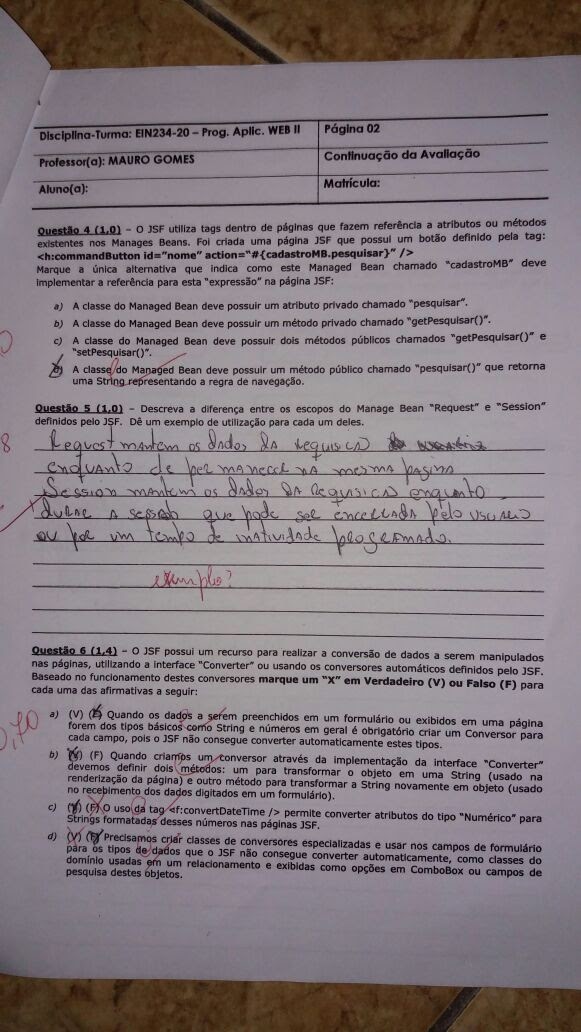 Disciplina-Turma: EIN234-20 – Prog. Aplic. WEB II
Página 02
Professor(a): MAURO GOMES
Continuação da Avaliação
Aluno(a):
Matrícula:
Questão 4 (1,0) – O JSF utiliza tags dentro de páginas que fazem referência a atributos ou métodos
existentes nos Manages Beans. Foi criada uma página JSF que possui um botão definido pela tag:
<h:commandButton id="nome" action="#{cadastroMB.pesquisar}" />
Marque a única alternativa que indica como este Managed Bean chamado "cadastroMB" deve
implementar a referência para esta "expressão" na página JSF:
a) A classe do Managed Bean deve possuir um atributo privado chamado "pesquisar".
b) A classe do Managed Bean deve possuir um método privado chamado "getPesquisar()".
c) A classe do Managed Bean deve possuir dois métodos públicos chamados "getPesquisar()" e
"setPesquisar()".
A classe do Managed Bean deve possuir um método público chamado "pesquisar()" que retorna
uma String representando a regra de navegação.
Questão 5 (1,0) – Descreva a diferença entre os escopos do Manage Bean "Request" e "Session"
definidos pelo JSF. Dê um exemplo de utilização para cada um deles.
8
Request mantem os dados da requisicao
enquanto de permanecer na mesma pagina
Session mantem os dados da requisicao enquanto
durar a sessao que pode ser encerrada pelo usuario
ou por um tempo de inatividade programado.
exemplo?
Questão 6 (1,4) – O JSF possui um recurso para realizar a conversão de dados a serem manipulados
nas páginas, utilizando a interface "Converter" ou usando os conversores automáticos definidos pelo JSF.
Baseado no funcionamento destes conversores marque um "X" em Verdadeiro (V) ou Falso (F) para
cada uma das afirmativas a seguir:
0,70
a) (V) (F) Quando os dados a serem preenchidos em um formulário ou exibidos em uma página
forem dos tipos básicos como String e números em geral é obrigatório criar um Conversor para
cada campo, pois o JSF não consegue converter automaticamente estes tipos.
b) (V) (F) Quando criamos um conversor através da implementação da interface "Converter"
devemos definir dois métodos: um para transformar o objeto em uma String (usado na
renderização da página) e outro método para transformar a String novamente em objeto (usado
no recebimento dos dados digitados em um formulário).
c) (V) (F) O uso da tag <f:convertDateTime /> permite converter atributos do tipo "Numérico" para
Strings formatadas desses números nas páginas JSF.
d) (V) (F) Precisamos criar classes de conversores especializadas e usar nos campos de formulário
para os tipos de dados que o JSF não consegue converter automaticamente, como classes do
domínio usadas em um relacionamento e exibidas como opções em ComboBox ou campos de
pesquisa destes objetos.